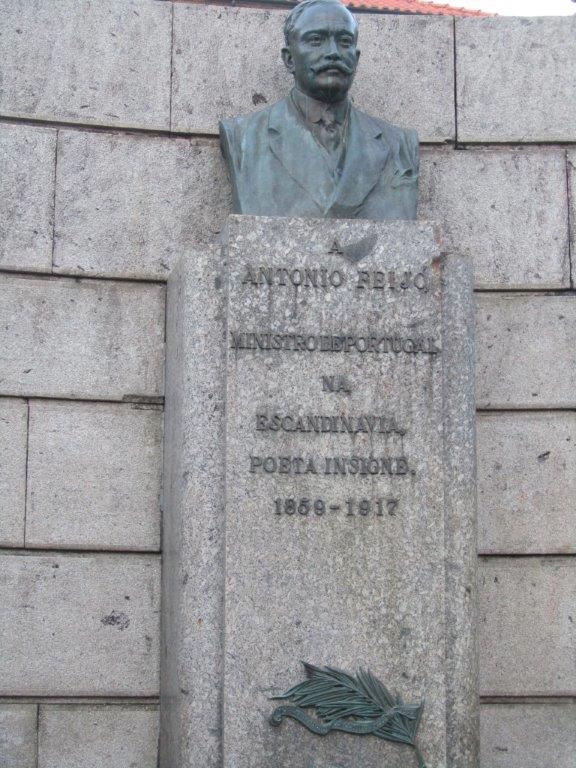 A
ANTONIO FEIJÓ
MINISTRO DE PORTUGAL
NA
ESCANDINAVIA,
POETA INSIGNE.
1859-1917